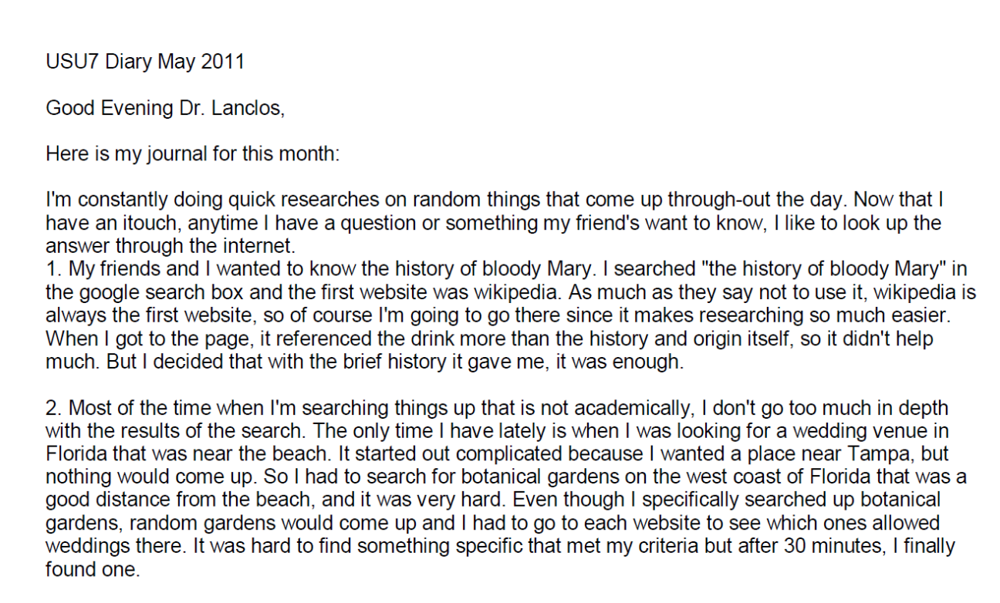 USU7 Diary May 2011
Good Evening Dr. Lanclos,
Here is my journal for this month:
I'm constantly doing quick researches on random things that come up through-out the day. Now that I
have an itouch, anytime I have a question or something my friend's want to know, I like to look up the
answer through the internet.
1. My friends and I wanted to know the history of bloody Mary. I searched "the history of bloody Mary" in
the google search box and the first website was wikipedia. As much as they say not to use it, wikipedia is
always the first website, so of course I'm going to go there since it makes researching so much easier.
When I got to the page, it referenced the drink more than the history and origin itself, so it didn't help
much. But I decided that with the brief history it gave me, it was enough.
2. Most of the time when I'm searching things up that is not academically, I don't go too much in depth
with the results of the search. The only time I have lately is when I was looking for a wedding venue in
Florida that was near the beach. It started out complicated because I wanted a place near Tampa, but
nothing would come up. So I had to search for botanical gardens on the west coast of Florida that was a
good distance from the beach, and it was very hard. Even though I specifically searched up botanical
gardens, random gardens would come up and I had to go to each website to see which ones allowed
weddings there. It was hard to find something specific that met my criteria but after 30 minutes, I finally
found one.